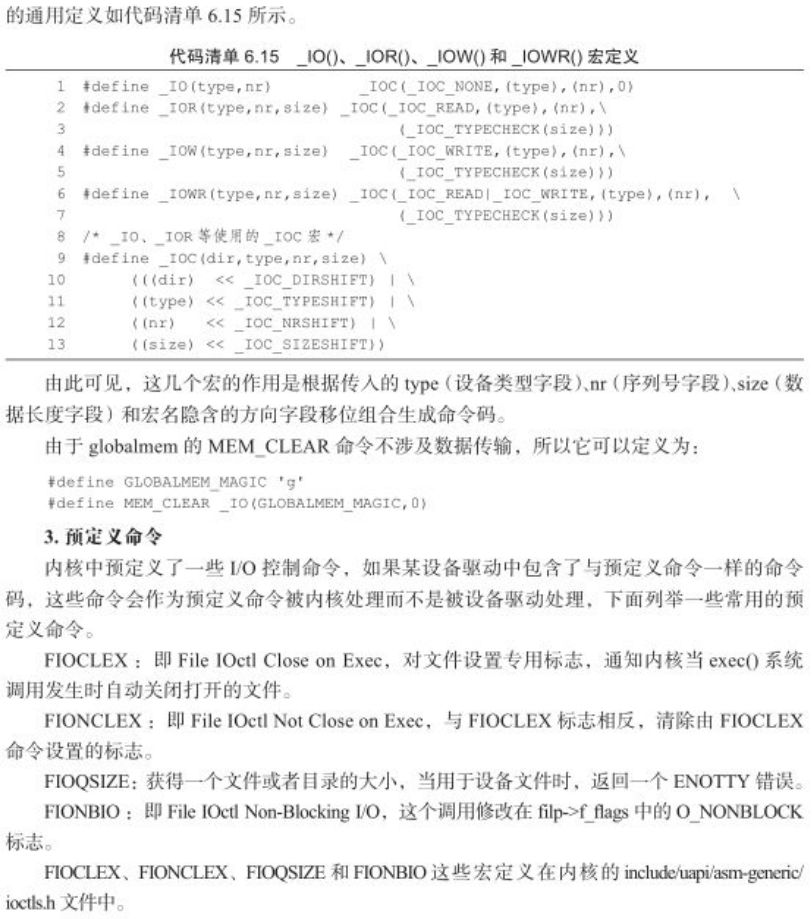 的通用定义如代码清单 6.15 所示。
代码清单 6.15 _IO()、_IOR()、_IOW() 和 _IOWR() 宏定义
1 #define _IO(type,nr) _IOC(_IOC_NONE,(type),(nr),0)
2 #define _IOR(type,nr,size) _IOC(_IOC_READ,(type),(nr),\
3 (_IOC_TYPECHECK(size)))
4 #define _IOW(type,nr,size) _IOC(_IOC_WRITE,(type),(nr),\
5 (_IOC_TYPECHECK(size)))
6 #define _IOWR(type,nr,size) _IOC(_IOC_READ|_IOC_WRITE,(type),(nr), \
7 (_IOC_TYPECHECK(size)))
8 /* _IO、_IOR 等使用的 _IOC 宏 */
9 #define _IOC(dir,type,nr,size) \
10 (((dir) << _IOC_DIRSHIFT) | \
11 ((type) << _IOC_TYPESHIFT) | \
12 ((nr) << _IOC_NRSHIFT) | \
13 ((size) << _IOC_SIZESHIFT))
由此可见，这几个宏的作用是根据传入的 type（设备类型字段）、nr（序列号字段）、size（数
据长度字段）和宏名隐含的方向字段移位组合生成命令码。
由于 globalmem 的 MEM_CLEAR 命令不涉及数据传输，所以它可以定义为：
#define GLOBALMEM_MAGIC 'g'
#define MEM_CLEAR _IO(GLOBALMEM_MAGIC,0)
3. 预定义命令
内核中预定义了一些 I/O 控制命令，如果某设备驱动中包含了与预定义命令一样的命令
码，这些命令会作为预定义命令被内核处理而不是被设备驱动处理，下面列举一些常用的预
定义命令。
FIOCLEX：即 File IOctl Close on Exec，对文件设置专用标志，通知内核当 exec() 系统
调用发生时自动关闭打开的文件。
FIONCLEX：即 File IOctl Not Close on Exec，与 FIOCLEX 标志相反，清除由 FIOCLEX
命令设置的标志。
FIOQSIZE：获得一个文件或者目录的大小，当用于设备文件时，返回一个 ENOTTY 错误。
FIONBIO：即 File IOctl Non-Blocking I/O，这个调用修改在 filp->f_flags 中的 O_NONBLOCK
标志。
FIOCLEX、FIONCLEX、FIOQSIZE 和 FIONBIO 这些宏定义在内核的 include/uapi/asm-generic/
ioctls.h 文件中。